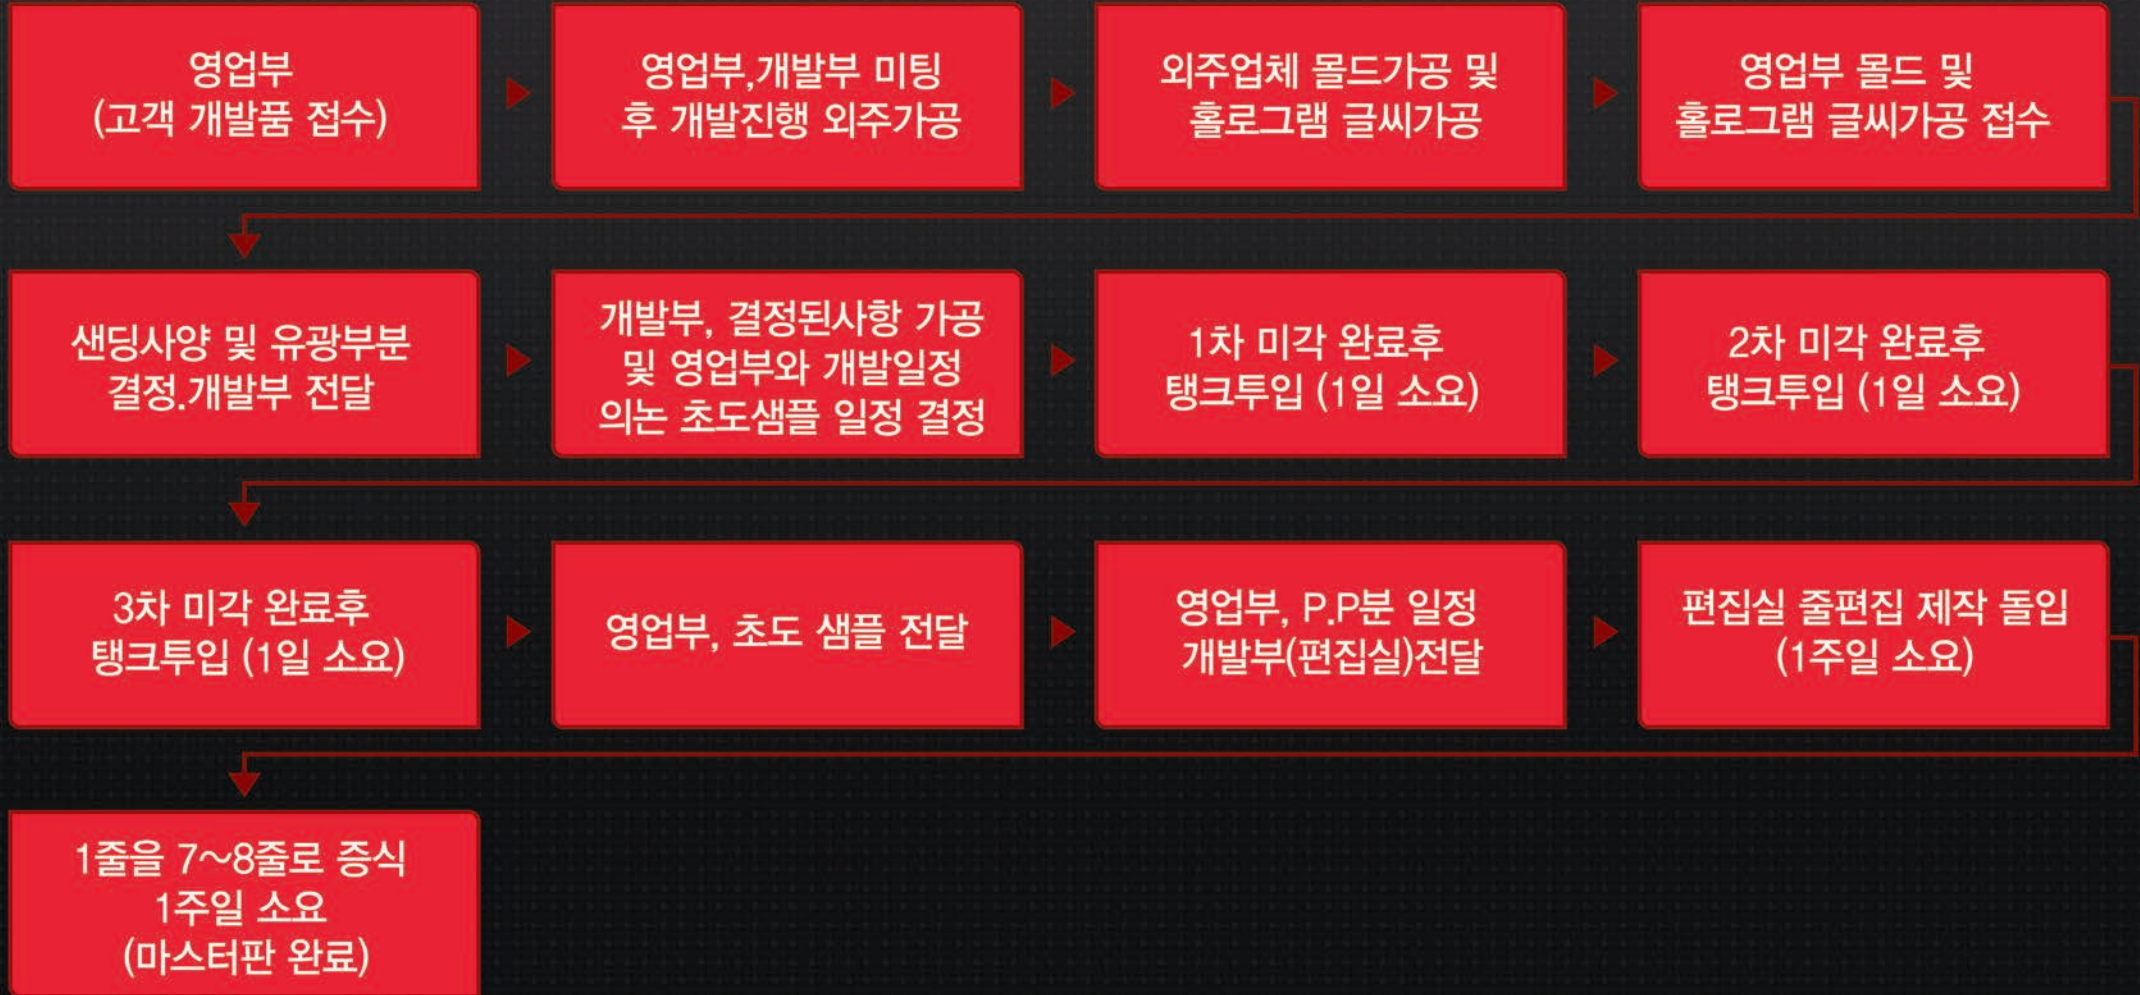 영업부
(고객 개발품 접수)
영업부,개발부 미팅
후 개발진행 외주가공
외주업체 몰드가공 및
홀로그램 글씨가공
영업부 몰드 및
홀로그램 글씨가공 접수
샌딩사양 및 유광부분
결정.개발부 전달
개발부, 결정된사항 가공
및 영업부와 개발일정
의논 초도샘플 일정 결정
1차 미각 완료후
탱크투입 (1일 소요)
2차 미각 완료후
탱크투입 (1일 소요)
3차 미각 완료후
탱크투입 (1일 소요)
영업부, 초도 샘플 전달
영업부, P.P분 일정
개발부(편집실)전달
편집실 줄편집 제작 돌입
(1주일 소요)
1줄을 7~8줄로 증식
1주일 소요
(마스터판 완료)